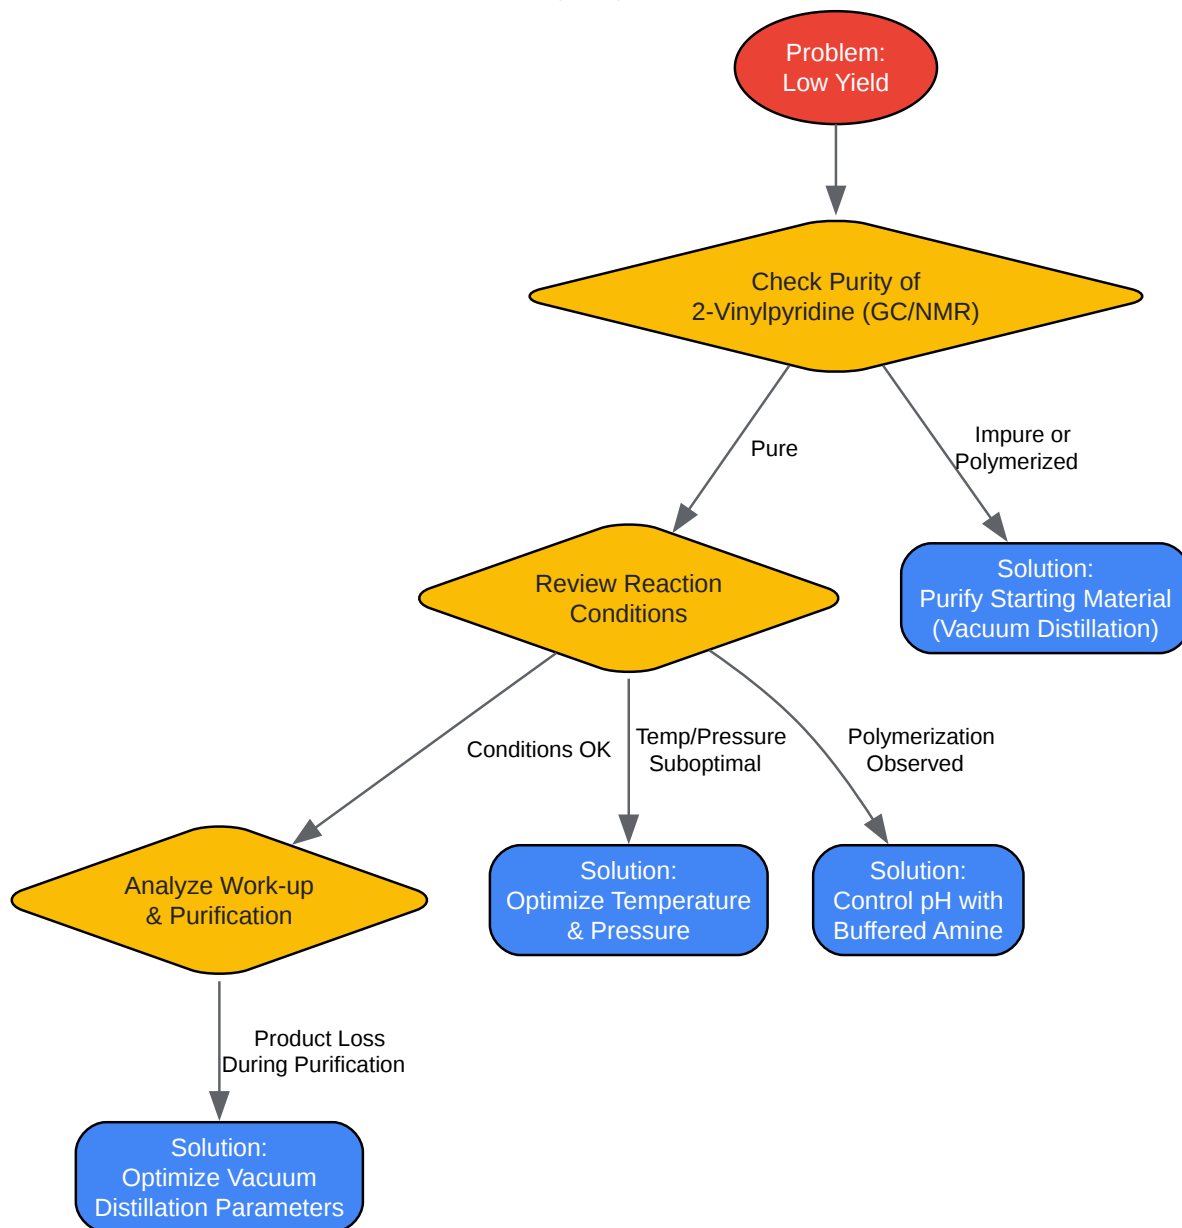 Problem:
Low Yield
Check Purity of
2-Vinylpyridine (GC/NMR)
Pure
Impure or
Polymerized
Review Reaction
Conditions
Solution:
Purify Starting Material
(Vacuum Distillation)
Conditions OK
Temp/Pressure
Suboptimal
Polymerization
Observed
Analyze Work-up
& Purification
Solution:
Optimize Temperature
& Pressure
Solution:
Control pH with
Buffered Amine
Product Loss
During Purification
Solution:
Optimize Vacuum
Distillation Parameters